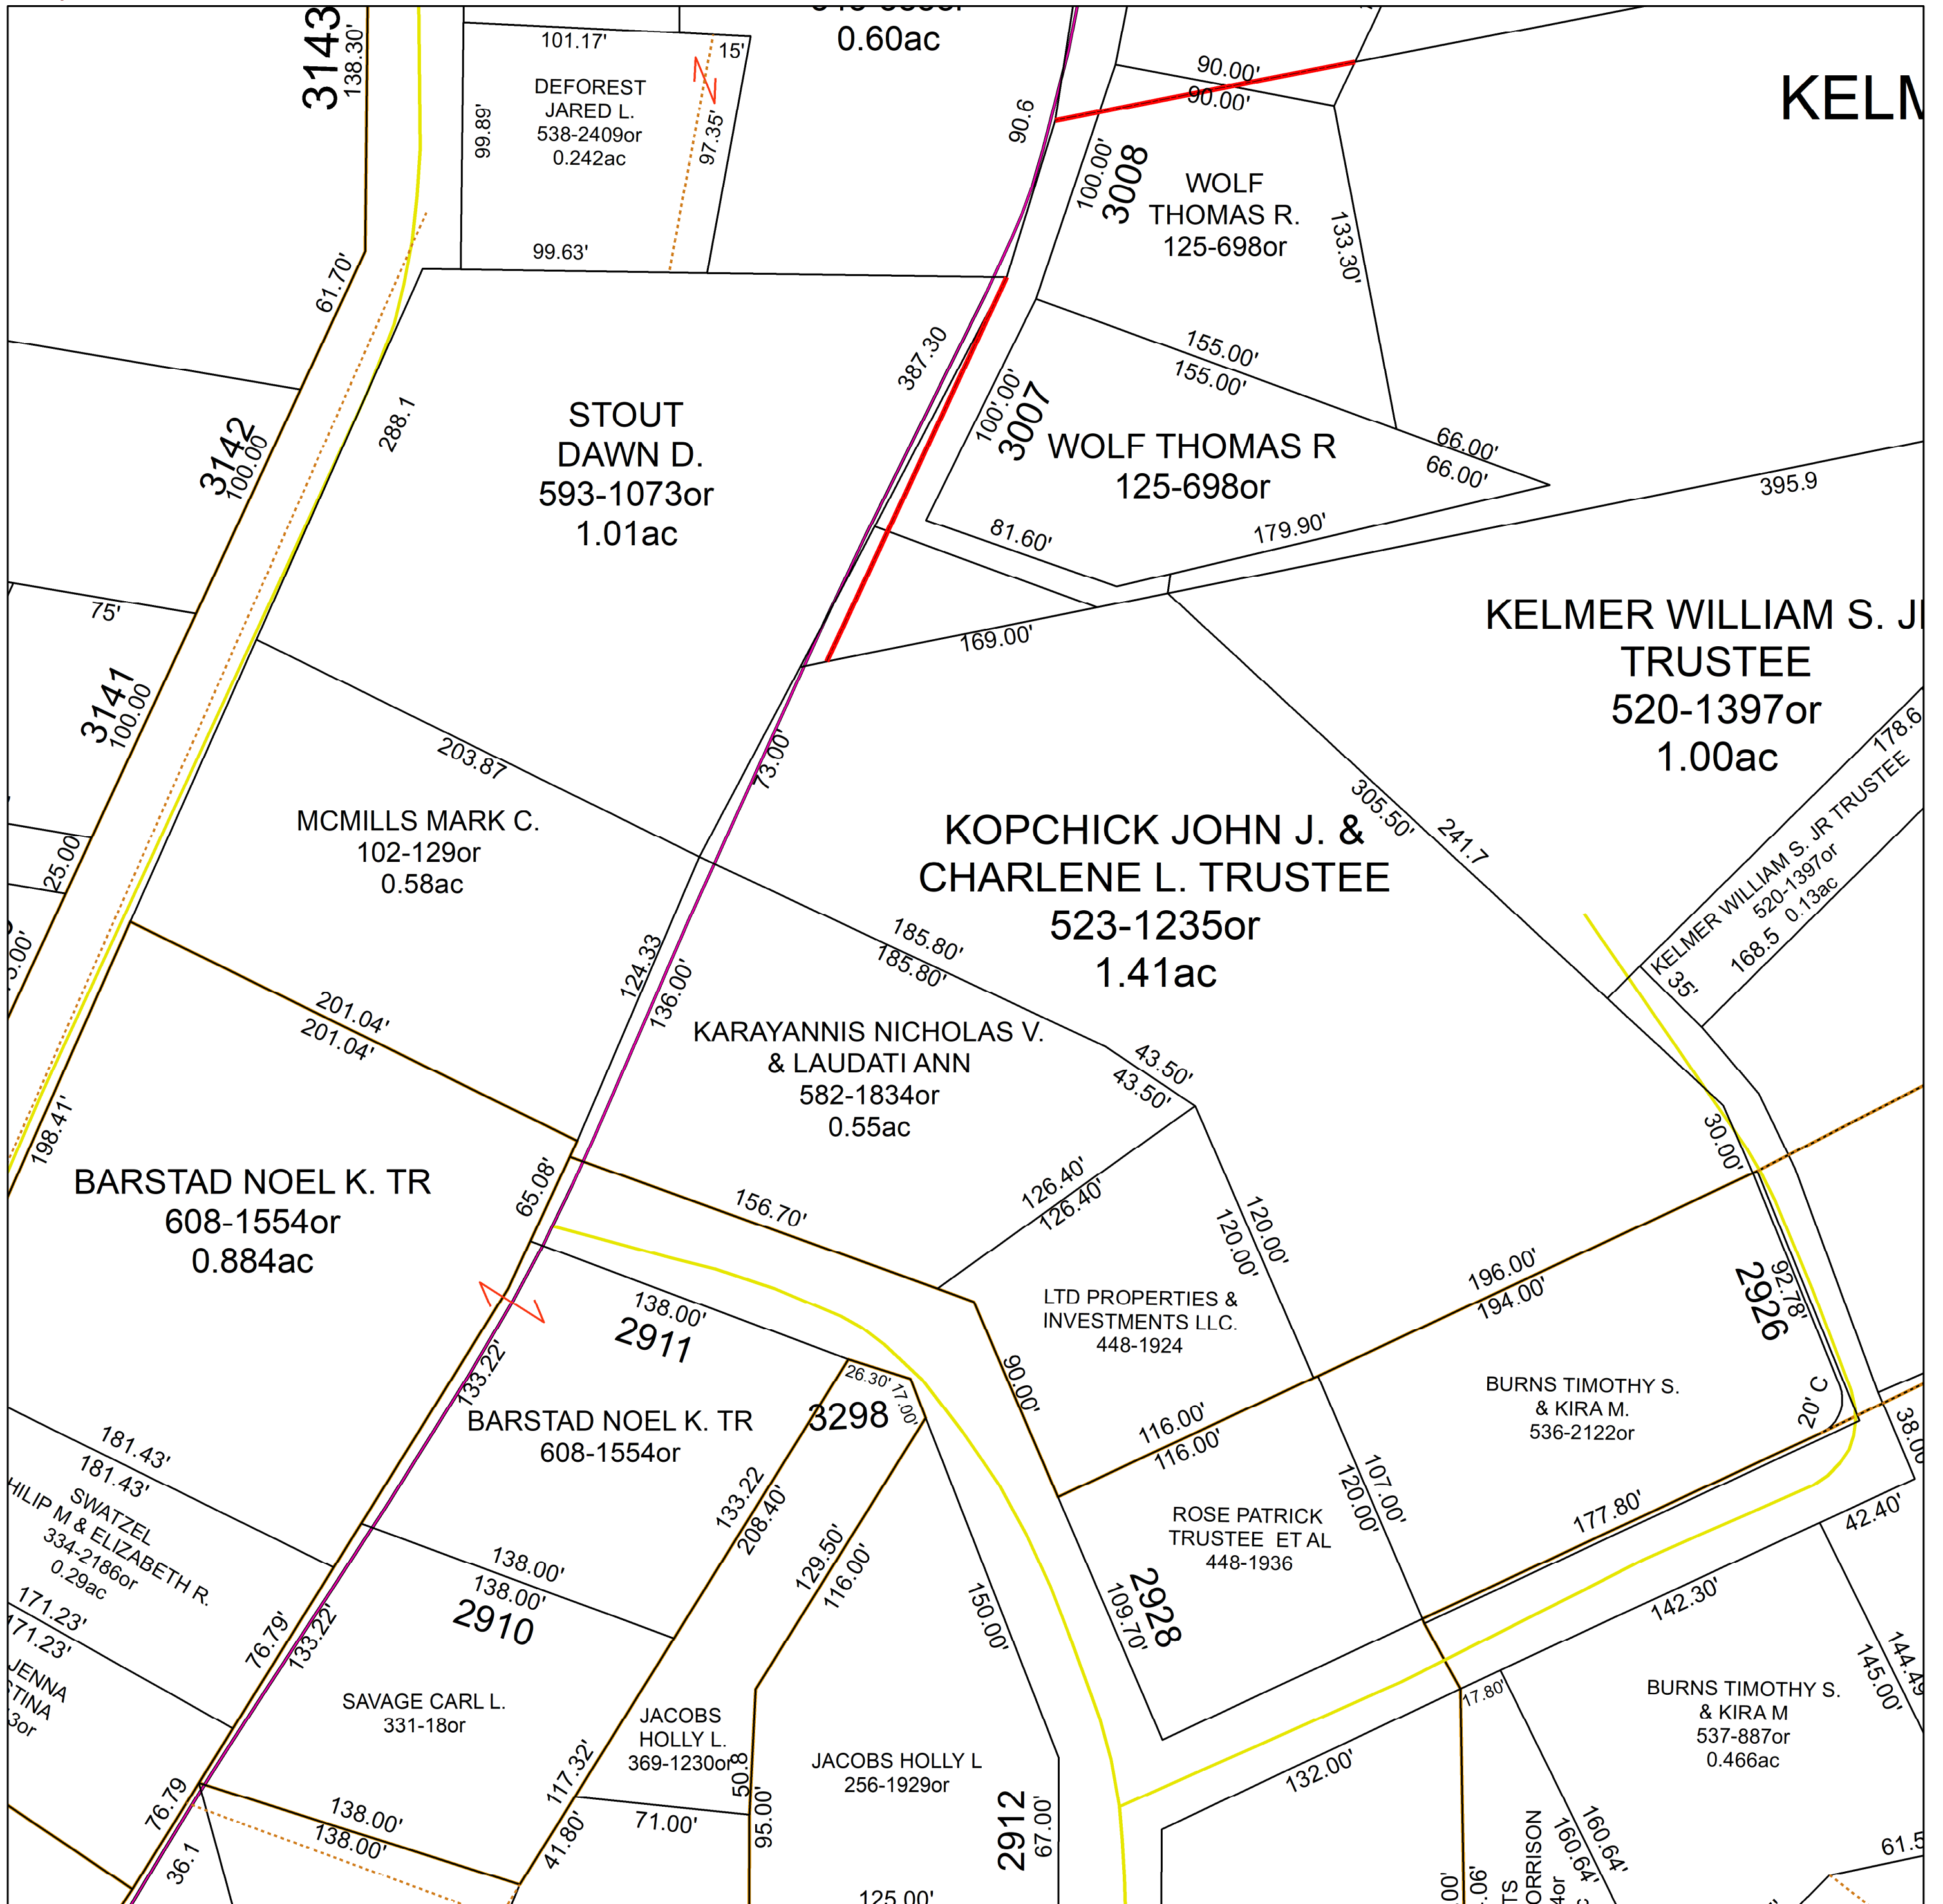 3143
138.30'
101.17'
15'
DEFOREST
JARED L.
538-2409or
0.242ac
99.89'
97.35'
99.63'
0.60ac
90.6
90.00'
90.00'
KELM
100.00'
3008
WOLF
THOMAS R.
125-698or
133.30'
61.70'
387.30
155.00'
155.00'
100'.00'
3007
WOLF THOMAS R
125-698or
66.00'
66.00'
395.9
81.60'
179.90'
288.1
STOUT
DAWN D.
593-1073or
1.01ac
3142
100.00
75'
3141
100.00
169.00'
KELMER WILLIAM S. JR
TRUSTEE
520-1397or
1.00ac
178.6
KELMER WILLIAM S. JR TRUSTEE
520-1397or
0.13ac
168.5
35'
203.87
73.00'
MCMILLS MARK C.
102-129or
0.58ac
25.00
305.50'
241.7
KOPCHICK JOHN J. &
CHARLENE L. TRUSTEE
523-1235or
1.41ac
185.80'
185.80'
124.33
136.00'
201.04'
201.04'
KARAYANNIS NICHOLAS V.
& LAUDATI ANN
582-1834or
0.55ac
43.50'
43.50'
198.41'
30.00'
BARSTAD NOEL K. TR
608-1554or
0.884ac
65.08'
156.70'
126.40'
126.40'
120.00'
120.00'
196.00'
194.00'
2926
92.78'
138.00'
2911
LTD PROPERTIES &
INVESTMENTS LLC.
448-1924
133.22'
26.30'
17.00'
3298
90.00'
BURNS TIMOTHY S.
& KIRA M.
536-2122or
20' C
38.00
BARSTAD NOEL K. TR
608-1554or
116.00'
116.00'
181.43'
181.43'
SWATZEL
HILIP M & ELIZABETH R.
334-2186or
0.29ac
133.22
208.40'
129.50'
116.00'
107.00'
120.00'
177.80'
42.40'
ROSE PATRICK
TRUSTEE ET AL
448-1936
138.00'
138.00'
2910
150.00'
2928
109.70'
142.30'
171.23'
171.23'
76.79'
133.22'
144.49
145.00'
JENNA
STINA
3or
SAVAGE CARL L.
331-18or
JACOBS
HOLLY L.
369-1230or
50.8
JACOBS HOLLY L
256-1929or
17.80'
BURNS TIMOTHY S.
& KIRA M
537-887or
0.466ac
132.00'
76.79
117.32'
71.00'
95.00'
2912
67.00'
138.00'
138.00'
41.80'
36.1
160.64'
160.64'
61.5
ORRISON
125.00'